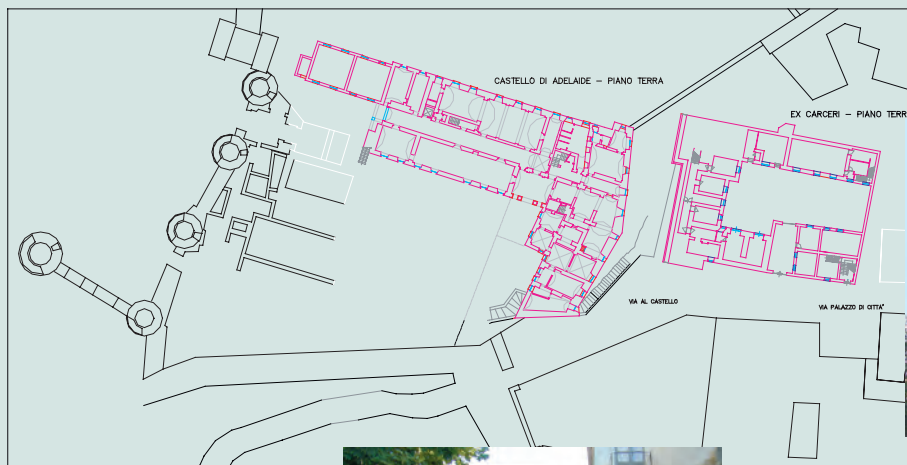 CASTELLO DI ADELAIDE – PIANO TERRA
EX CARCERI – PIANO TERR
VIA AL CASTELLO
VIA PALAZZO DI CITTA'